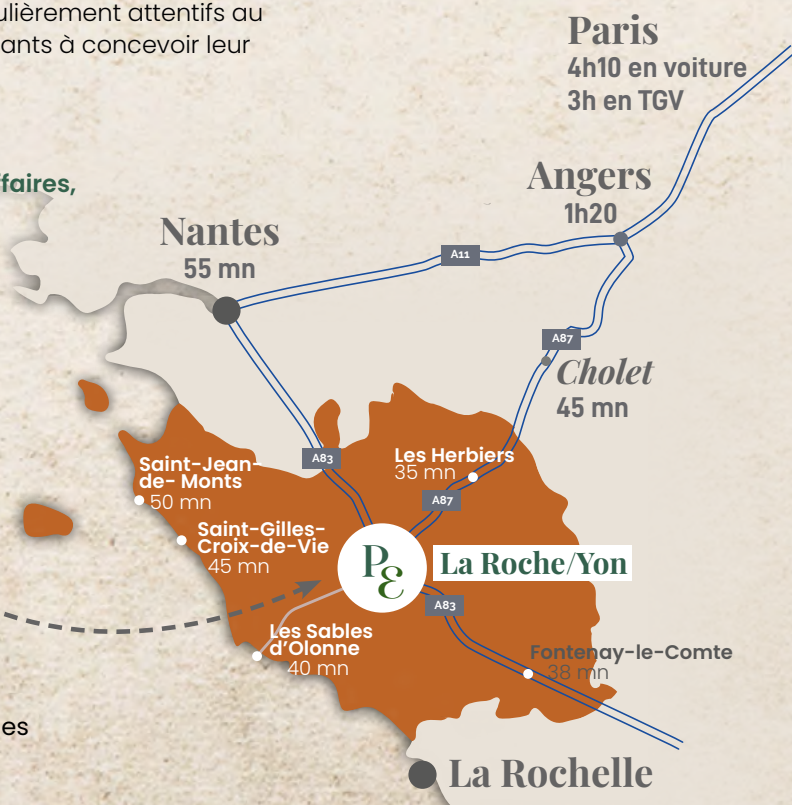 ulièrement attentifs au
ants à concevoir leur
ffaires,
Paris
4h10 en voiture
3h en TGV
Angers
1h20
Nantes
55 mn
A11
A87
Cholet
45 mn
A83
Les Herbiers
35 mn
A87
Saint-Jean-
de- Monts
50 mn
Saint-Gilles-
Croix-de-Vie
45 mn
PE
La Roche/Yon
A83
Les Sables
d'Olonne
40 mn
Fontenay-le-Comte
38 mn
es
La Rochelle